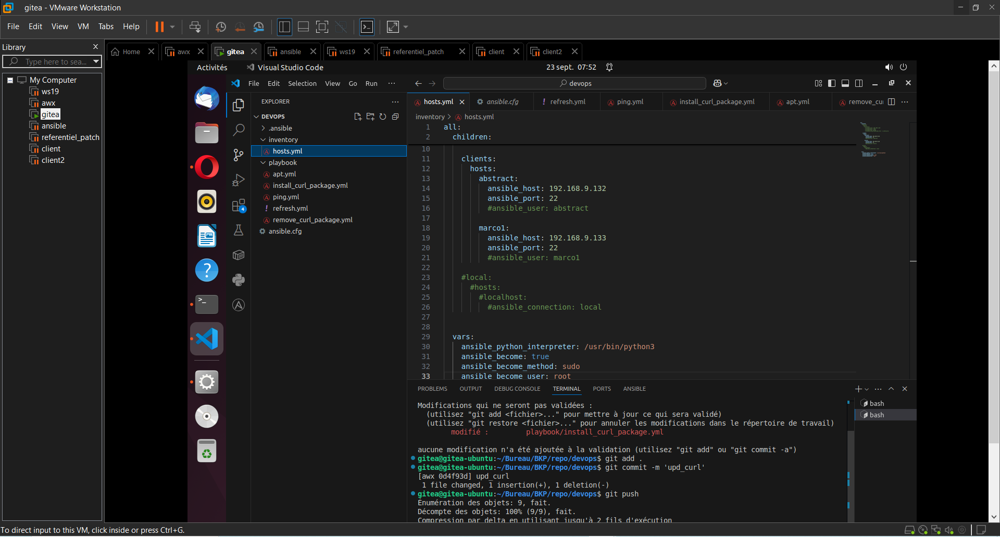 gitea - VMware Workstation
File Edit View VM Tabs Help
Library
Type here to sea...
My Computer
ws19
awx
gitea
ansible
referentiel_patch
client
client2
Home awx gitea ansible ws19 referentiel_patch client client2
Activités Visual Studio Code 23 sept. 07:52
File Edit Selection View Go Run ... devops
EXPLORER
DEVOPS
.ansible
inventory
hosts.yml
playbook
apt.yml
install_curl_package.yml
ping.yml
refresh.yml
remove_curl_package.yml
ansible.cfg
4
hosts.yml ansible.cfg refresh.yml ping.yml install_curl_package.yml apt.yml remove_cu
inventory > hosts.yml
1 all:
2 children:
10
11 clients:
12 hosts:
13 abstract:
14 ansible_host: 192.168.9.132
15 ansible_port: 22
16 #ansible_user: abstract
17
18 marco1:
19 ansible_host: 192.168.9.133
20 ansible_port: 22
21 #ansible_user: marco1
22
23 #local:
24 #hosts:
25 #localhost:
26 #ansible_connection: local
27
28
29 vars:
30 ansible_python_interpreter: /usr/bin/python3
31 ansible_become: true
32 ansible_become_method: sudo
33 ansible_become_user: root
PROBLEMS OUTPUT DEBUG CONSOLE TERMINAL PORTS ANSIBLE
bash
bash
Modifications qui ne seront pas validées :
(utilisez "git add <fichier>..." pour mettre à jour ce qui sera validé)
(utilisez "git restore <fichier>..." pour annuler les modifications dans le répertoire de travail)
modifié : playbook/install_curl_package.yml
aucune modification n'a été ajoutée à la validation (utilisez "git add" ou "git commit -a")
gitea@gitea-ubuntu:~/Bureau/BKP/repo/devops$ git add .
gitea@gitea-ubuntu:~/Bureau/BKP/repo/devops$ git commit -m 'upd_curl'
[awx 0d4f93d] upd_curl
1 file changed, 1 insertion(+), 1 deletion(-)
gitea@gitea-ubuntu:~/Bureau/BKP/repo/devops$ git push
Énumération des objets: 9, fait.
Décompte des objets: 100% (9/9), fait.
Compression par delta en utilisant jusqu'à 2 fils d'exécution
To direct input to this VM, click inside or press Ctrl+G.